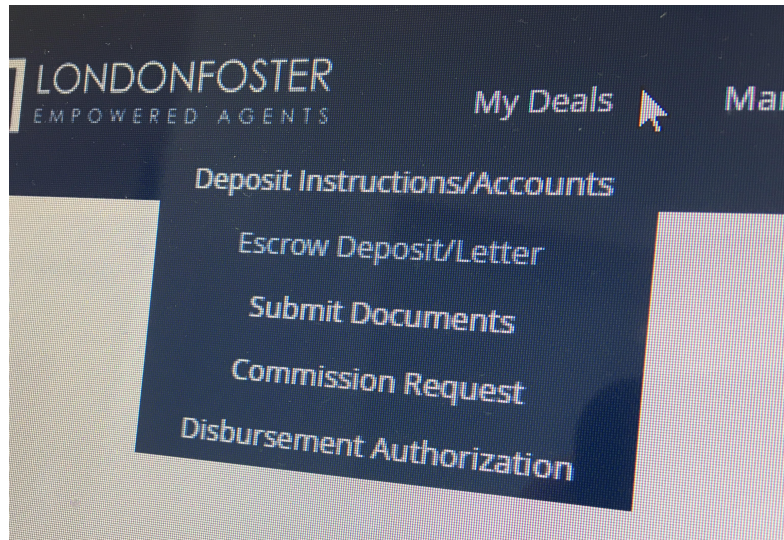 LONDONFOSTER
EMPOWERED AGENTS
My Deals
Deposit Instructions/Accounts
Escrow Deposit/Letter
Submit Documents
Commission Request
Disbursement Authorization